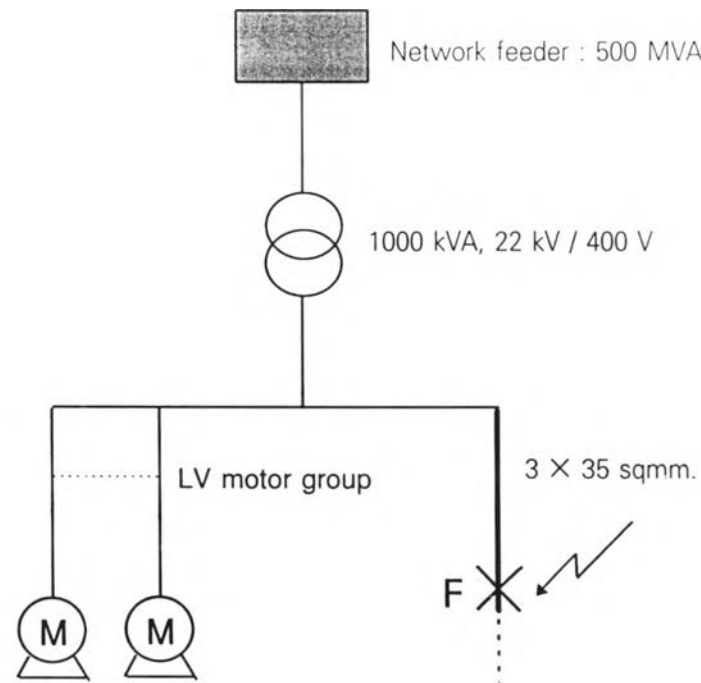 Network feeder : 500 MVA
1000 kVA, 22 kV / 400 V
LV motor group
3 × 35 sqmm.
F
M
M